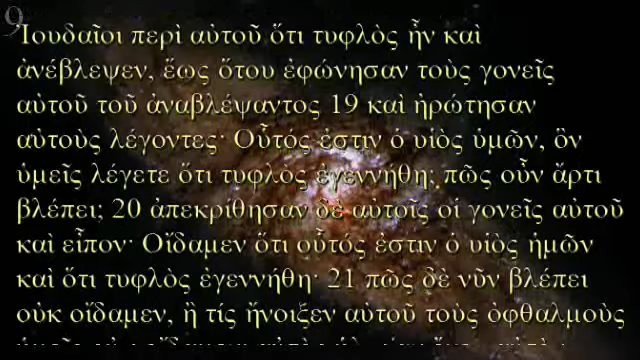 9
Ἰουδαῖοι περὶ αὐτοῦ ὅτι τυφλὸς ἦν καὶ
ἀνέβλεψεν, ἕως ὅτου ἐφώνησαν τοὺς γονεῖς
αὐτοῦ τοῦ ἀναβλέψαντος 19 καὶ ἠρώτησαν
αὐτοὺς λέγοντες· Οὗτός ἐστιν ὁ υἱὸς ὑμῶν, ὃν
ὑμεῖς λέγετε ὅτι τυφλὸς ἐγεννήθη; πῶς οὖν ἄρτι
βλέπει; 20 ἀπεκρίθησαν δὲ αὐτοῖς οἱ γονεῖς αὐτοῦ
καὶ εἶπον· Οἴδαμεν ὅτι οὗτός ἐστιν ὁ υἱὸς ἡμῶν
καὶ ὅτι τυφλὸς ἐγεννήθη· 21 πῶς δὲ νῦν βλέπει
οὐκ οἴδαμεν, ἢ τίς ἤνοιξεν αὐτοῦ τοὺς ὀφθαλμοὺς